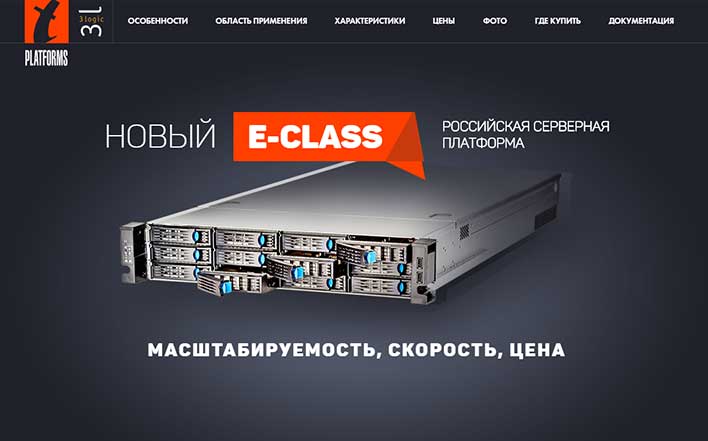 t
PLATFORMS
3logic
3l
ОСОБЕННОСТИ
ОБЛАСТЬ ПРИМЕНЕНИЯ
ХАРАКТЕРИСТИКИ
ЦЕНЫ
ФОТО
ГДЕ КУПИТЬ
ДОКУМЕНТАЦИЯ
НОВЫЙ
E-CLASS
РОССИЙСКАЯ СЕРВЕРНАЯ
ПЛАТФОРМА
МАСШТАБИРУЕМОСТЬ, СКОРОСТЬ, ЦЕНА